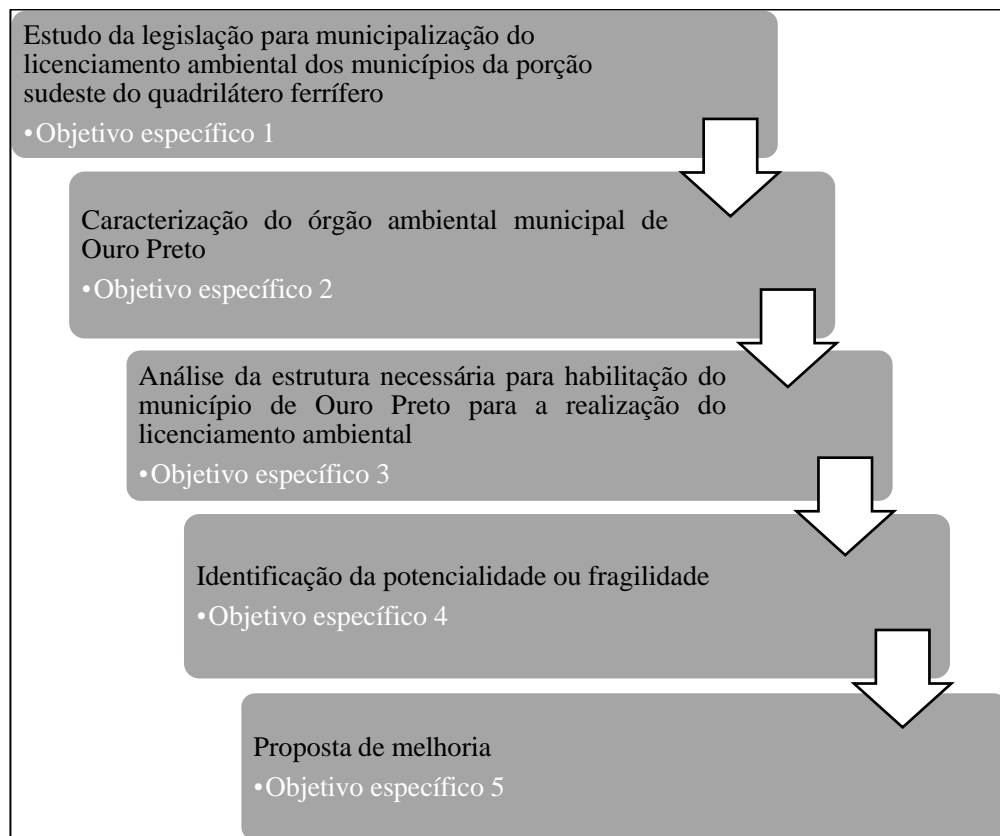 Estudo da legislação para municipalização do
licenciamento ambiental dos municípios da porção
sudeste do quadrilátero ferrífero
•Objetivo específico 1
Caracterização do órgão ambiental municipal de
Ouro Preto
•Objetivo específico 2
Análise da estrutura necessária para habilitação do
município de Ouro Preto para a realização do
licenciamento ambiental
•Objetivo específico 3
Identificação da potencialidade ou fragilidade
•Objetivo específico 4
Proposta de melhoria
•Objetivo específico 5